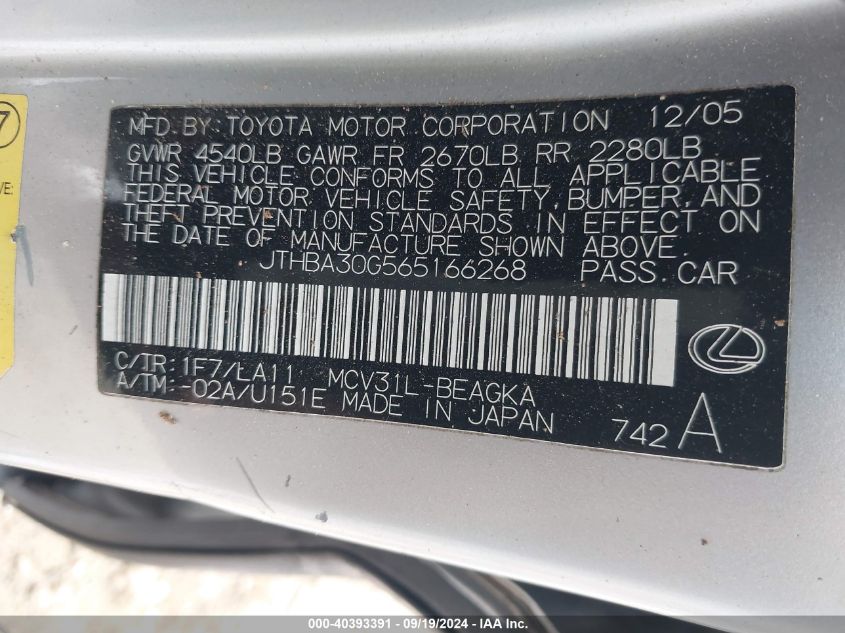 7
VE:
MFD BY: TOYOTA MOTOR CORPORATION 12/05
GVWR 4540LB GAWR FR 2670LB RR 2280LB
THIS VEHICLE CONFORMS TO ALL APPLICABLE
FEDERAL MOTOR VEHICLE SAFETY, BUMPER, AND
THEFT PREVENTION STANDARDS IN EFFECT ON
THE DATE OF MANUFACTURE SHOWN ABOVE.
JTHBA30G565166268 PASS. CAR
C/TR: 1F7/LA11 MCV31L-BEAGKA
A/TM: -02A/U151E MADE IN JAPAN
742 A
000-40393391 - 09/19/2024 - IAA Inc.